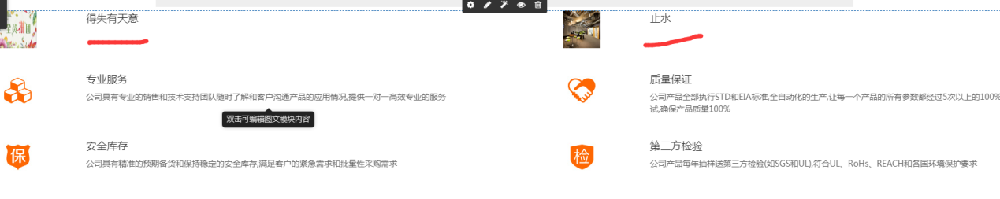 得失有天意
止水
专业服务
公司具有专业的销售和技术支持团队随时了解和客户沟通产品的应用情况,提供一对一高效专业的服务
质量保证
公司产品全部执行STD和EIA标准,全自动化的生产,让每一个产品的所有参数都经过5次以上的100%
试,确保产品质量100%
双击可编辑图文模块内容
保
安全库存
公司具有精准的预期备货和保持稳定的安全库存,满足客户的紧急需求和批量性采购需求
检
第三方检验
公司产品每年抽样送第三方检验(如SGS和UL),符合UL、RoHs、REACH和各国环境保护要求